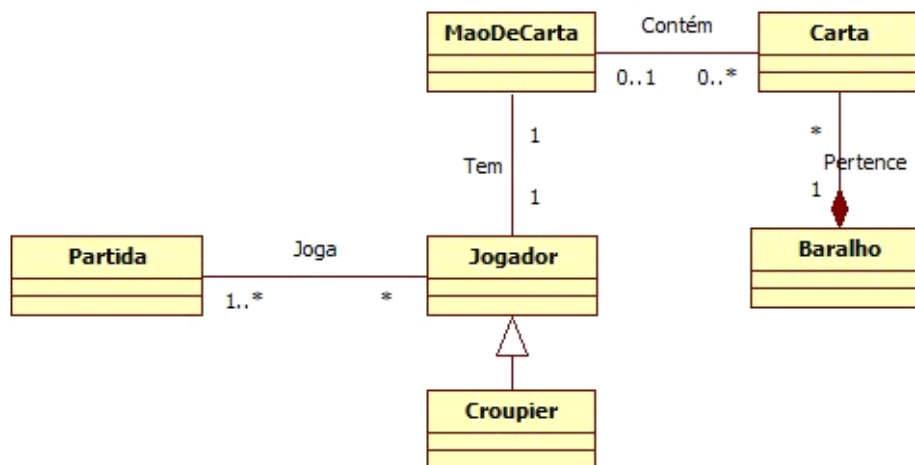 MaoDeCarta
Contém
Carta
0..1
0..*
1
*
Tem
Pertence
1
1
Partida
Joga
Jogador
Baralho
1..*
*
Croupier